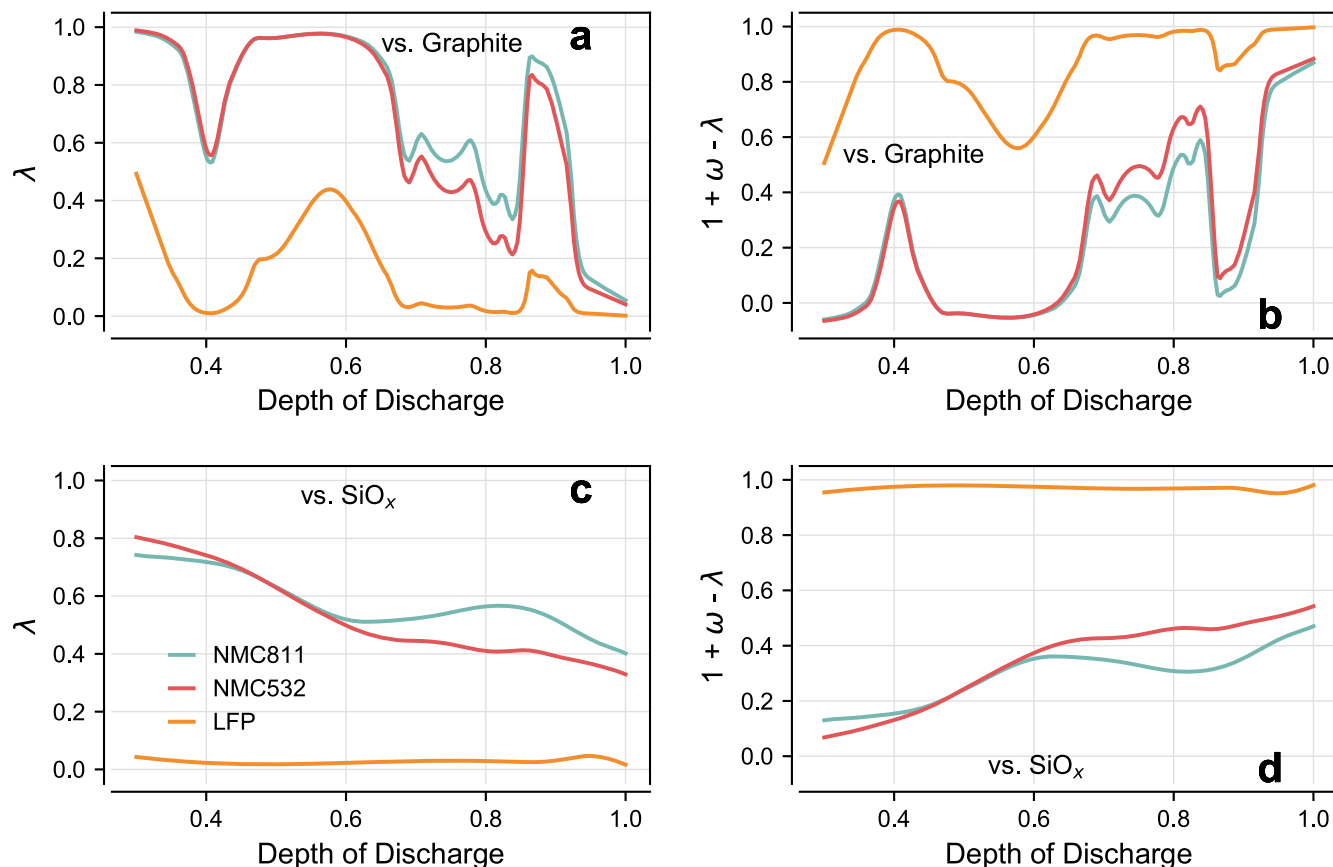 1.0
0.8
0.6
0.4
0.2
0.0
λ
vs. Graphite
a
0.4
0.6
0.8
1.0
Depth of Discharge
1.0
0.8
0.6
0.4
0.2
0.0
1 + ω - λ
vs. Graphite
b
0.4
0.6
0.8
1.0
Depth of Discharge
1.0
0.8
0.6
0.4
0.2
0.0
λ
vs. SiOₓ
c
NMC811
NMC532
LFP
0.4
0.6
0.8
1.0
Depth of Discharge
1.0
0.8
0.6
0.4
0.2
0.0
1 + ω - λ
vs. SiOₓ
d
0.4
0.6
0.8
1.0
Depth of Discharge